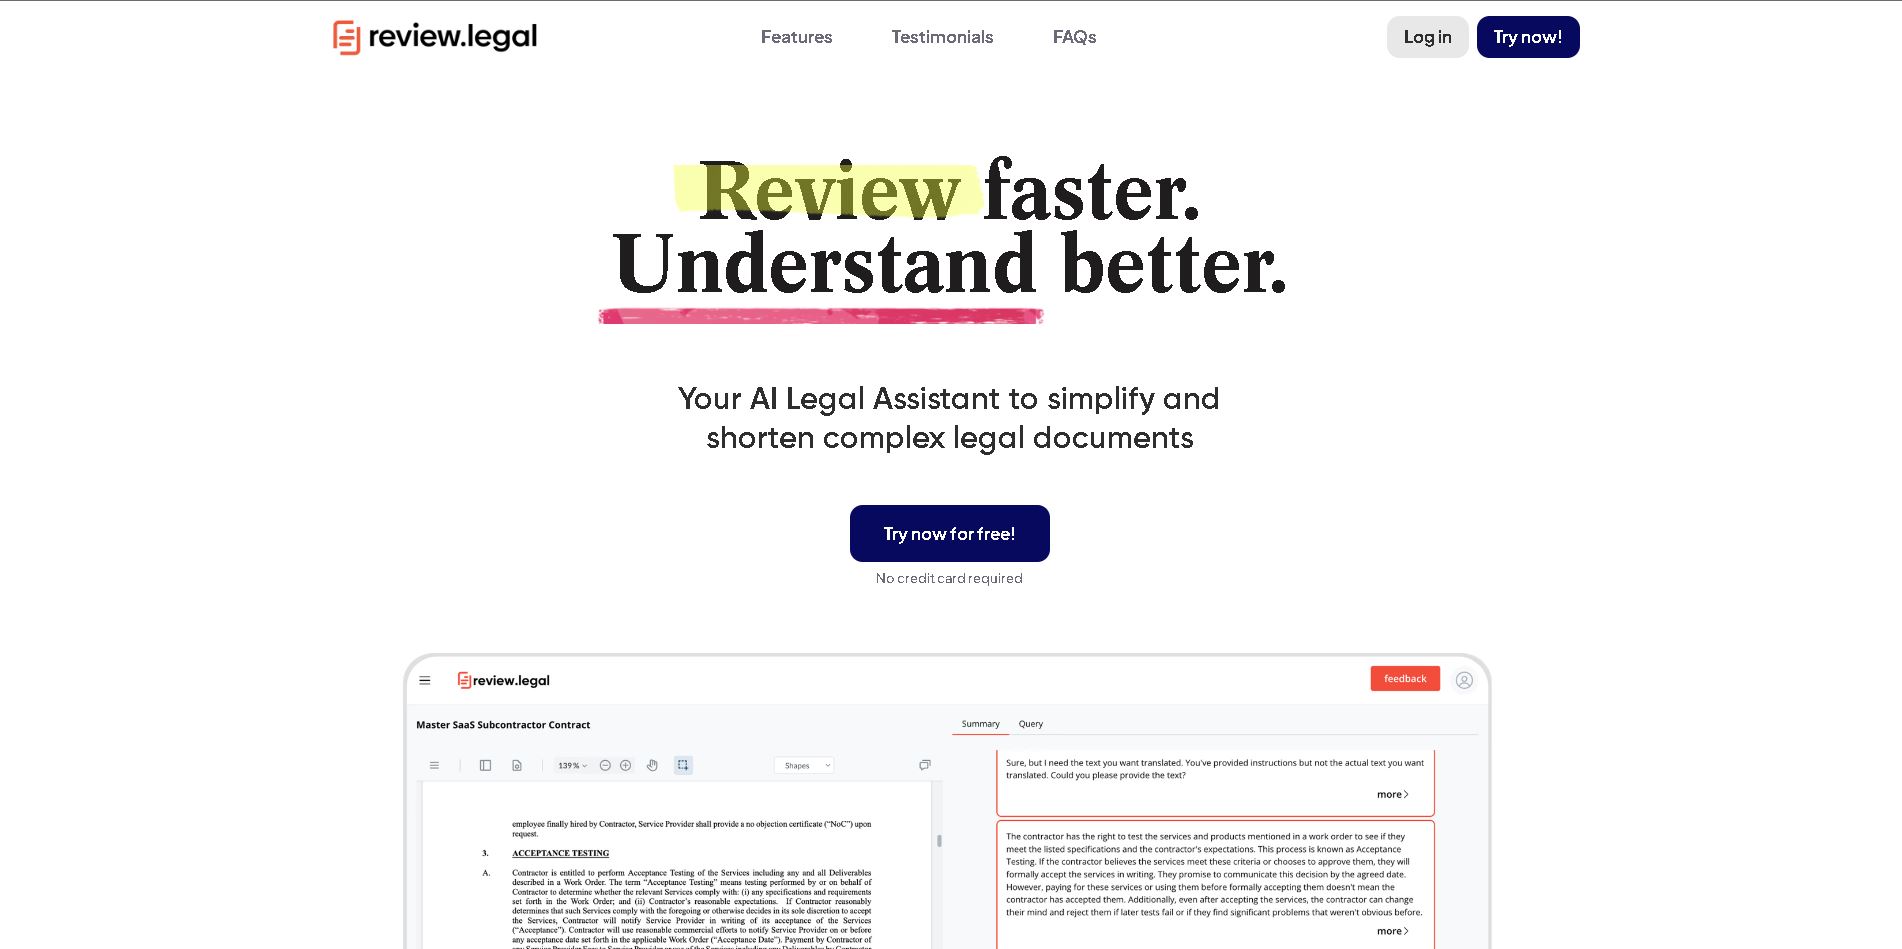 review.legal
Features Testimonials FAQs
Log in Try now!
Review faster.
Understand better.
Your AI Legal Assistant to simplify and
shorten complex legal documents
Try now for free!
No credit card required
review.legal
feedback
Master SaaS Subcontractor Contract
139%
Shapes
employee finally hired by Contractor, Service Provider shall provide a no objection certificate (“NoC”) upon
request.
3. ACCEPTANCE TESTING
A. Contractor is entitled to perform Acceptance Testing of the Services including any and all Deliverables
described in a Work Order. The term “Acceptance Testing” means testing performed by or on behalf of
Contractor to determine whether the relevant Services comply with: (i) any specifications and requirements
set forth in the Work Order; and (ii) Contractor’s reasonable expectations. If Contractor reasonably
determines that such Services comply with the foregoing or otherwise decides in its sole discretion to accept
the Services, Contractor will notify Service Provider in writing of its acceptance of the Services
(“Acceptance”). Contractor will use reasonable commercial efforts to notify Service Provider on or before
any acceptance date set forth in the applicable Work Order (“Acceptance Date”). Payment by Contractor of
Summary Query
Sure, but I need the text you want translated. You've provided instructions but not the actual text you want
translated. Could you please provide the text?
more
The contractor has the right to test the services and products mentioned in a work order to see if they
meet the listed specifications and the contractor's expectations. This process is known as Acceptance
Testing. If the contractor believes the services meet these criteria or chooses to approve them, they will
formally accept the services in writing. They promise to communicate this decision by the agreed date.
However, paying for these services or using them before formally accepting them doesn't mean the
contractor has accepted them. Additionally, even after accepting the services, the contractor can change
their mind and reject them if later tests fail or if they find significant problems that weren't obvious before.
more